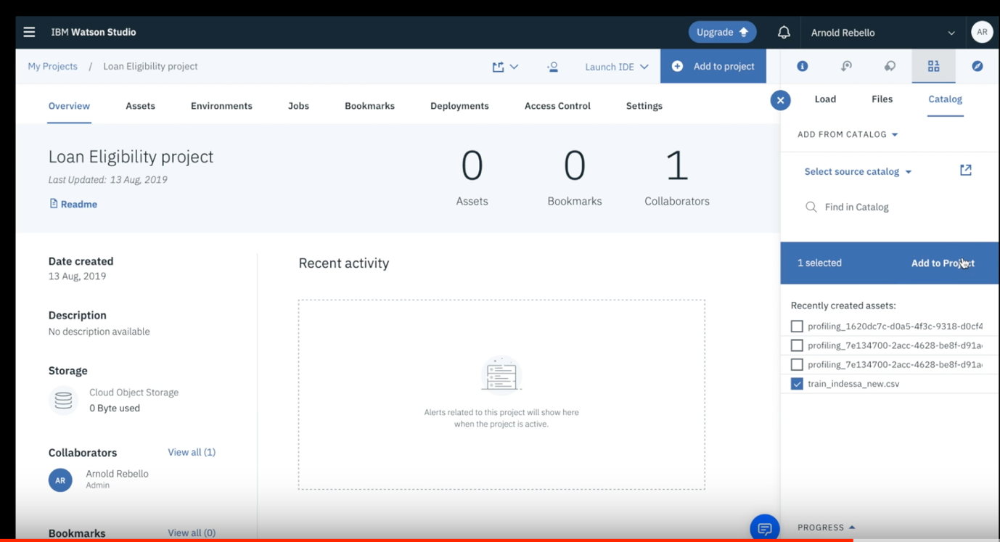 IBM Watson Studio
Upgrade
Arnold Rebello
AR
My Projects / Loan Eligibility project
Launch IDE
Add to project
Overview
Assets
Environments
Jobs
Bookmarks
Deployments
Access Control
Settings
Load
Files
Catalog
ADD FROM CATALOG
Select source catalog
Find in Catalog
Loan Eligibility project
Last Updated: 13 Aug, 2019
Readme
0
Assets
0
Bookmarks
1
Collaborators
1 selected
Add to Project
Date created
13 Aug, 2019
Description
No description available
Storage
Cloud Object Storage
0 Byte used
Collaborators
View all (1)
AR
Arnold Rebello
Admin
Bookmarks
View all (0)
Recent activity
Alerts related to this project will show here
when the project is active.
Recently created assets:
profiling_1620dc7c-d0a5-4f3c-9318-d0cf4
profiling_7e134700-2acc-4628-be8f-d91a
profiling_7e134700-2acc-4628-be8f-d91a
train_indessa_new.csv
PROGRESS